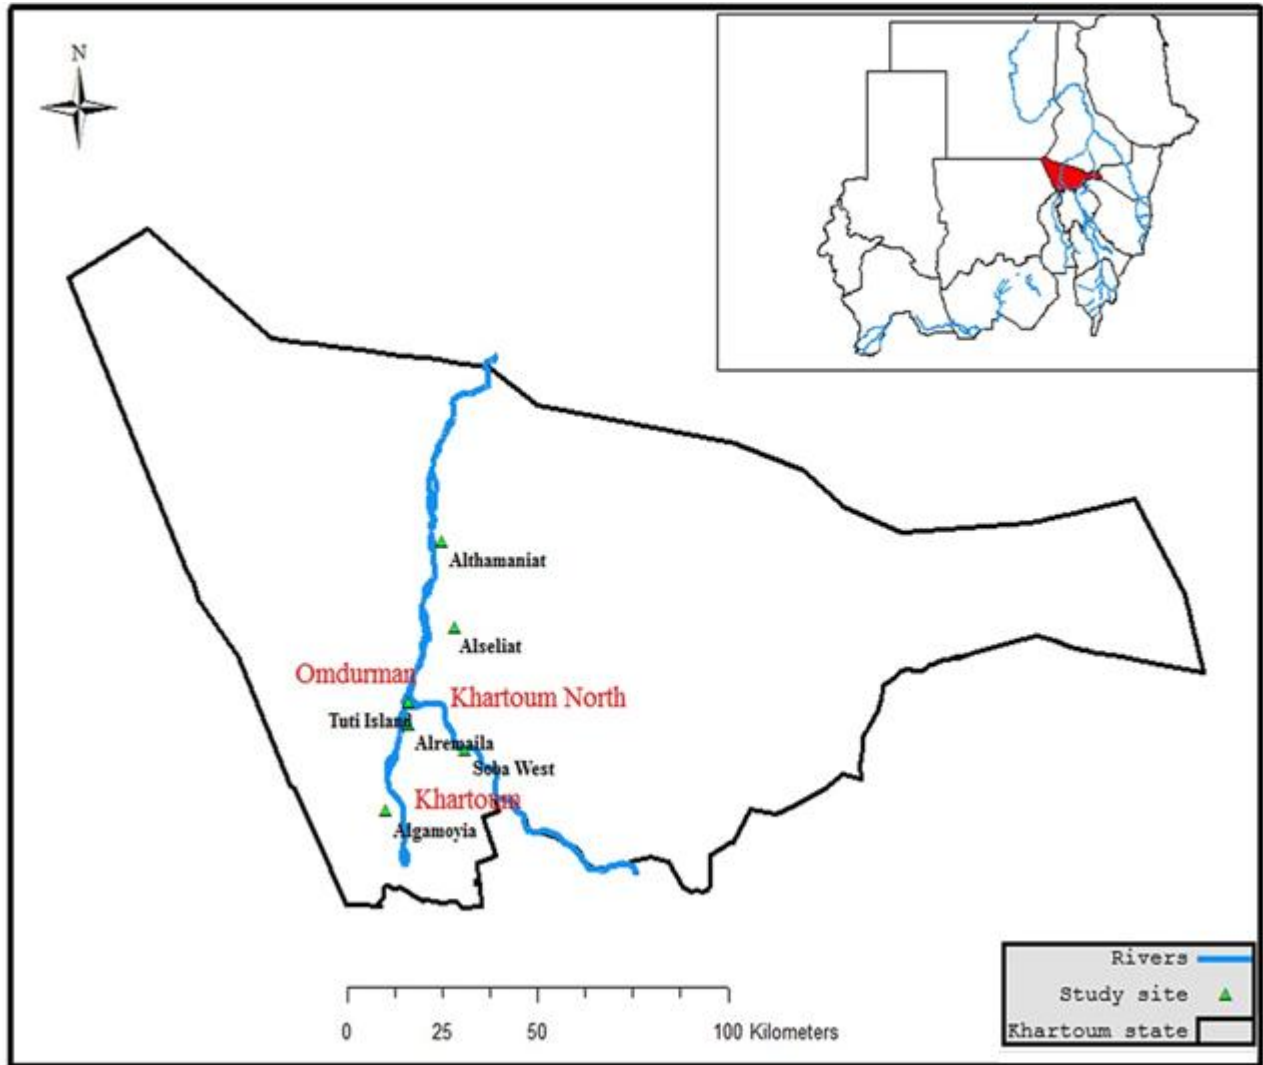 N
Althamaniat
Alseliat
Omdurman
Khartoum North
Tuti Island
Alremaila
Soba West
Khartoum
Algamoyia
0 25 50 100 Kilometers
Rivers
Study site
Khartoum state